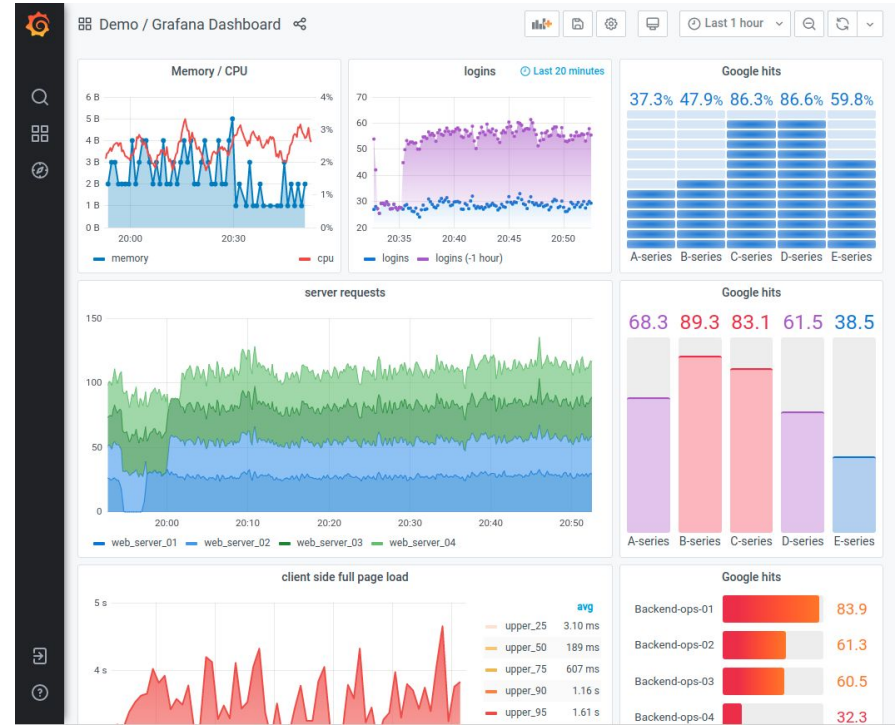 Demo / Grafana Dashboard
Last 1 hour
Memory / CPU
6 B
5 B
4 B
3 B
2 B
1 B
0 B
4%
3%
2%
1%
0%
20:00 20:30
memory cpu
logins
Last 20 minutes
70
60
50
40
30
20
20:35 20:40 20:45 20:50
logins logins (-1 hour)
Google hits
37.3% 47.9% 86.3% 86.6% 59.8%
A-series B-series C-series D-series E-series
server requests
150
100
50
0
20:00 20:10 20:20 20:30 20:40 20:50
web_server_01 web_server_02 web_server_03 web_server_04
Google hits
68.3 89.3 83.1 61.5 38.5
A-series B-series C-series D-series E-series
client side full page load
5 s
4 s
avg
upper_25 3.10 ms
upper_50 189 ms
upper_75 607 ms
upper_90 1.16 s
upper_95 1.61 s
Google hits
Backend-ops-01 83.9
Backend-ops-02 61.3
Backend-ops-03 60.5
Backend-ops-04 32.3